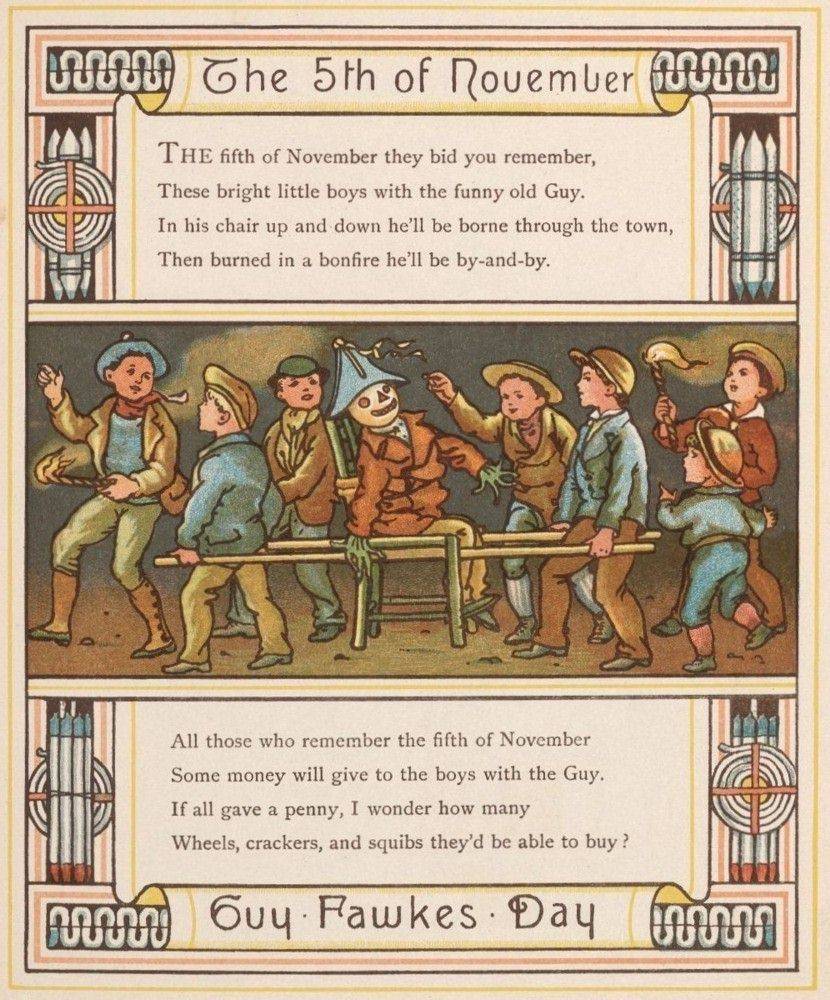 The 5th of November
THE fifth of November they bid you remember,
These bright little boys with the funny old Guy.
In his chair up and down he'll be borne through the town,
Then burned in a bonfire he'll be by-and-by.
All those who remember the fifth of November
Some money will give to the boys with the Guy.
If all gave a penny, I wonder how many
Wheels, crackers, and squibs they'd be able to buy?
Guy · Fawkes · Day